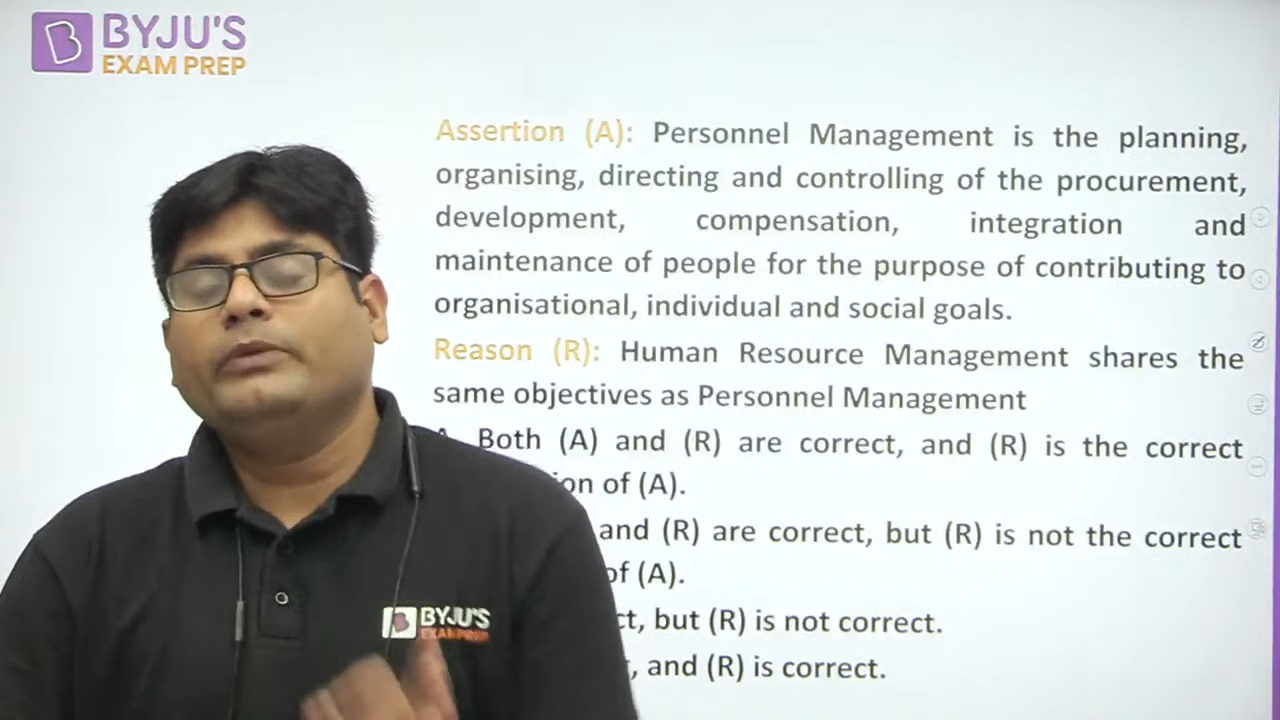 BYJU'S
EXAM PREP
Assertion (A): Personnel Management is the planning,
organising, directing and controlling of the procurement,
development, compensation, integration and
maintenance of people for the purpose of contributing to
organisational, individual and social goals.
Reason (R): Human Resource Management shares the
same objectives as Personnel Management
A. Both (A) and (R) are correct, and (R) is the correct
on of (A).
and (R) are correct, but (R) is not the correct
of (A).
ct, but (R) is not correct.
, and (R) is correct.
BYJU'S
EXAM PREP